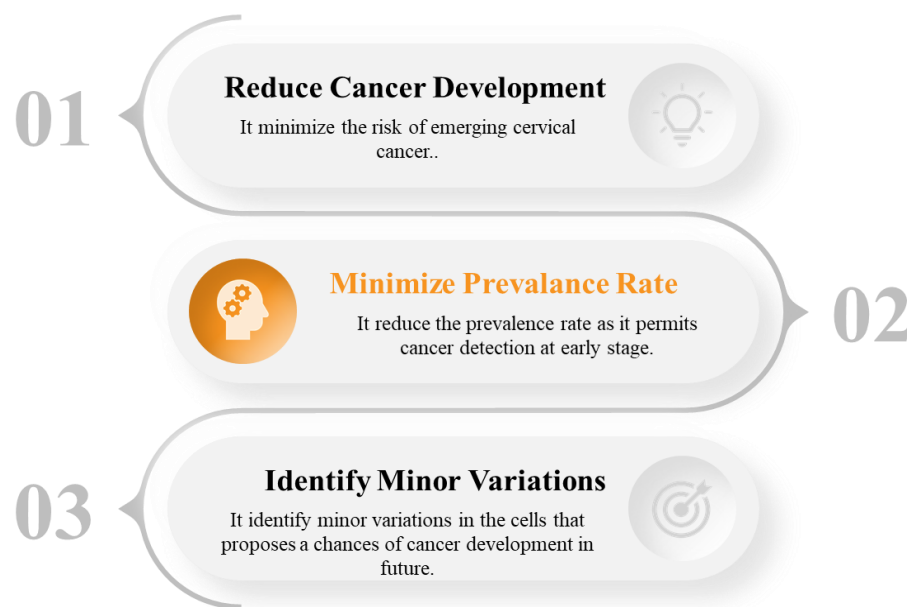 01
Reduce Cancer Development
It minimize the risk of emerging cervical
cancer..
Minimize Prevalance Rate
02
It reduce the prevalence rate as it permits
cancer detection at early stage.
03
Identify Minor Variations
It identify minor variations in the cells that
proposes a chances of cancer development in
future.